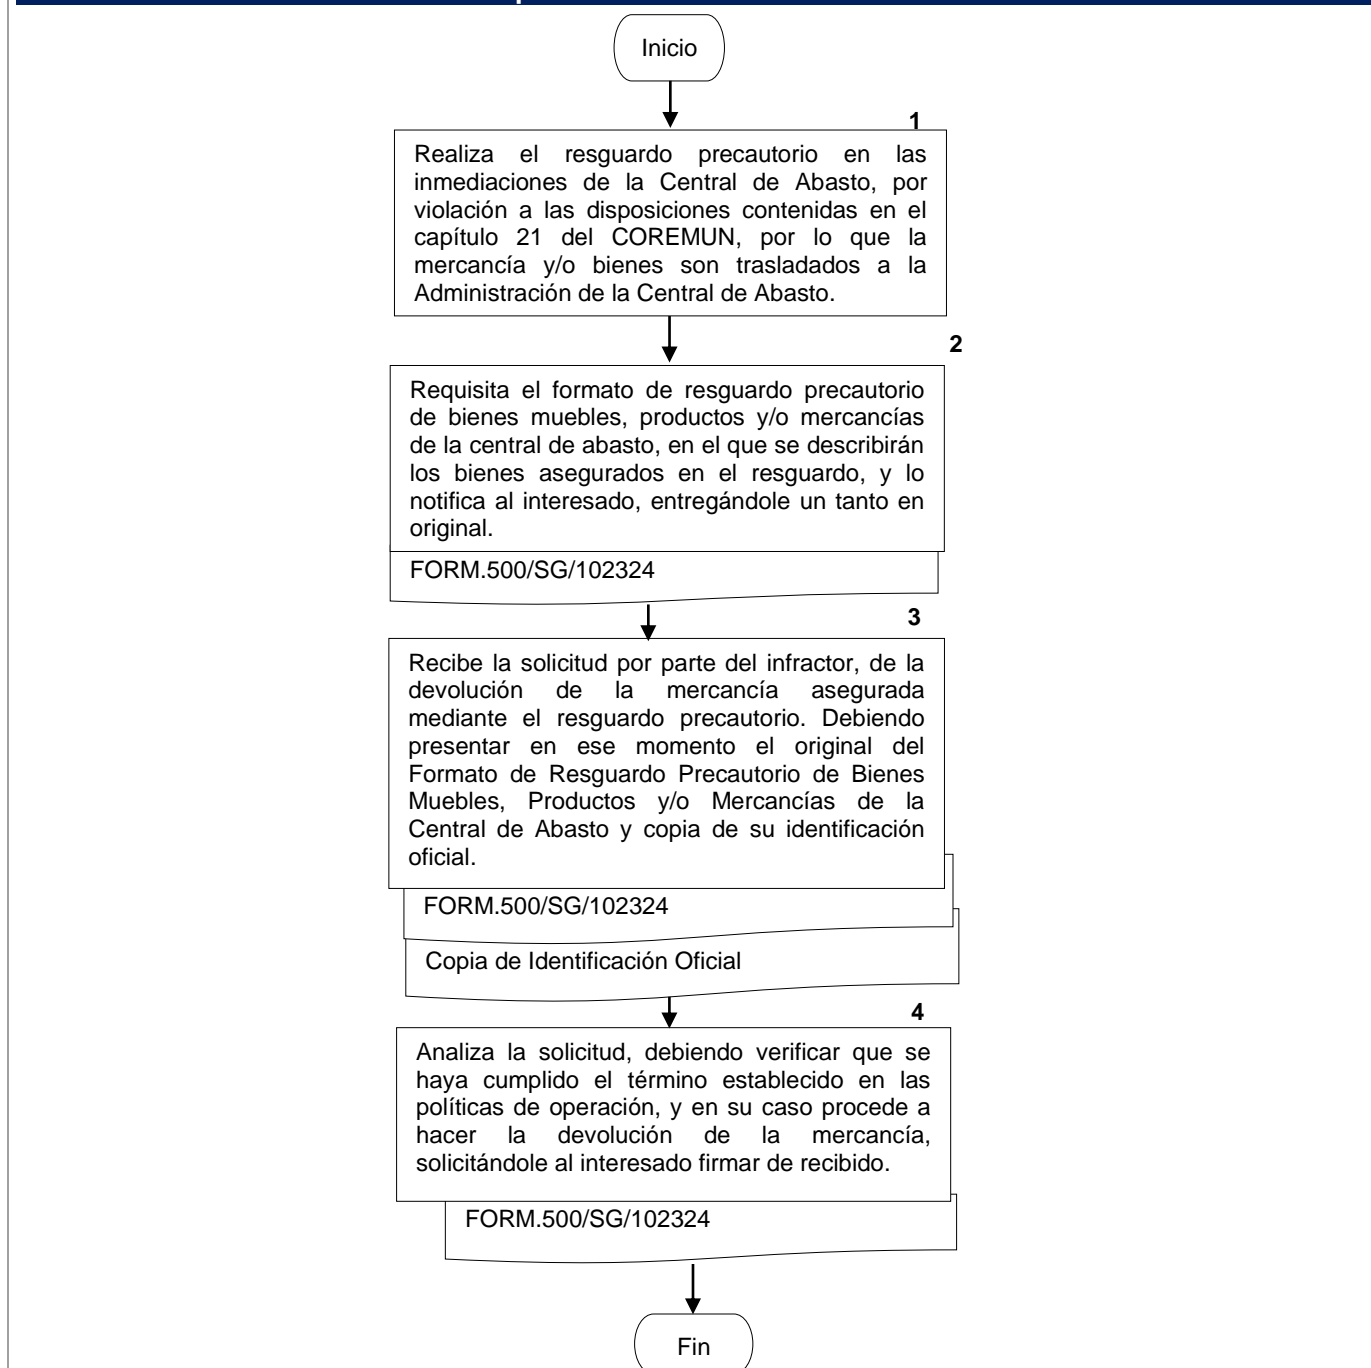 Inicio
1
Realiza el resguardo precautorio en las
inmediaciones de la Central de Abasto, por
violación a las disposiciones contenidas en el
capítulo 21 del COREMUN, por lo que la
mercancía y/o bienes son trasladados a la
Administración de la Central de Abasto.
2
Requisita el formato de resguardo precautorio
de bienes muebles, productos y/o mercancías
de la central de abasto, en el que se describirán
los bienes asegurados en el resguardo, y lo
notifica al interesado, entregándole un tanto en
original.
FORM.500/SG/102324
3
Recibe la solicitud por parte del infractor, de la
devolución de la mercancía asegurada
mediante el resguardo precautorio. Debiendo
presentar en ese momento el original del
Formato de Resguardo Precautorio de Bienes
Muebles, Productos y/o Mercancías de la
Central de Abasto y copia de su identificación
oficial.
FORM.500/SG/102324
Copia de Identificación Oficial
4
Analiza la solicitud, debiendo verificar que se
haya cumplido el término establecido en las
políticas de operación, y en su caso procede a
hacer la devolución de la mercancía,
solicitándole al interesado firmar de recibido.
FORM.500/SG/102324
Fin